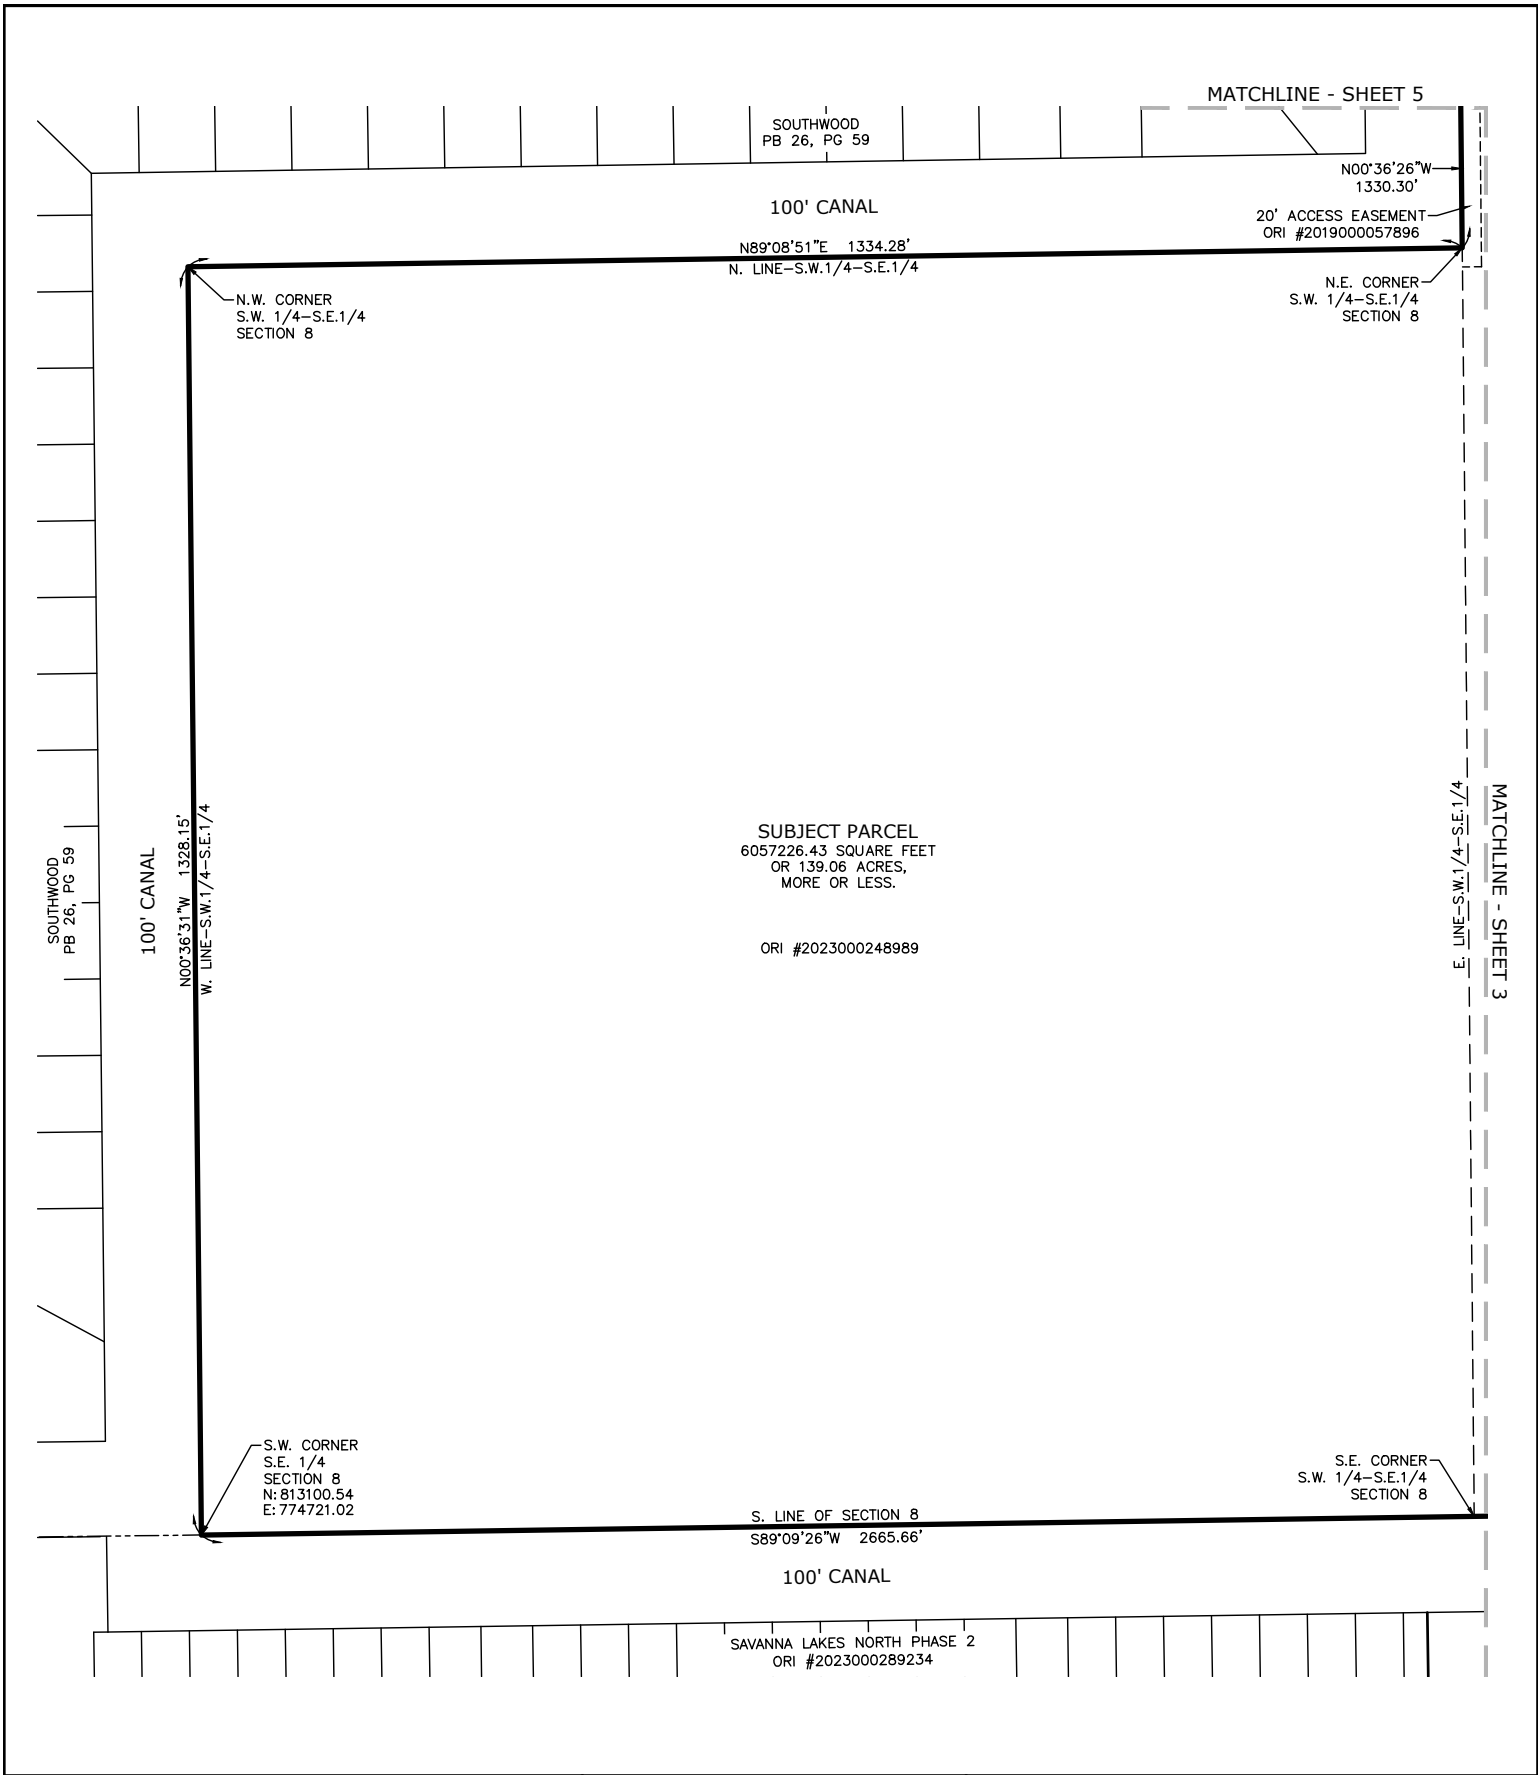 MATCHLINE - SHEET 5
SOUTHWOOD
PB 26, PG 59
N00°36'26"W
1330.30'
100' CANAL
20' ACCESS EASEMENT
ORI #2019000057896
N89°08'51"E 1334.28'
N. LINE-S.W.1/4-S.E.1/4
N.W. CORNER
S.W. 1/4-S.E.1/4
SECTION 8
N.E. CORNER
S.W. 1/4-S.E.1/4
SECTION 8
SOUTHWOOD
PB 26, PG 59
100' CANAL
N00°36'31"W 1328.15'
W. LINE-S.W.1/4-S.E.1/4
SUBJECT PARCEL
6057226.43 SQUARE FEET
OR 139.06 ACRES,
MORE OR LESS.
ORI #2023000248989
E. LINE-S.W.1/4-S.E.1/4
MATCHLINE - SHEET 3
S.W. CORNER
S.E. 1/4
SECTION 8
N:813100.54
E:774721.02
S.E. CORNER
S.W. 1/4-S.E.1/4
SECTION 8
S. LINE OF SECTION 8
S89°09'26"W 2665.66'
100' CANAL
SAVANNA LAKES NORTH PHASE 2
ORI #2023000289234